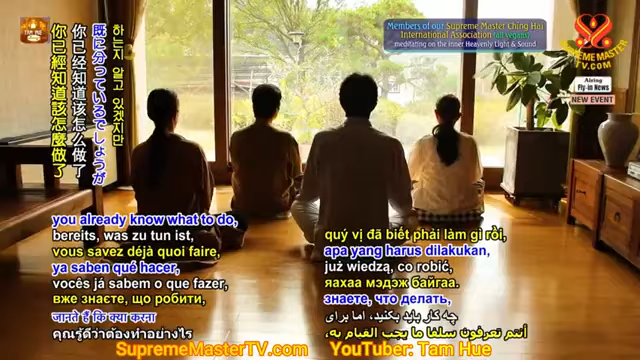 Members of our Supreme Master Ching Hai
International Association (all vegans)
meditating on the inner Heavenly Light & Sound
SUPREME MASTER
TV.COM
Airing
Fly-in News
NEW EVENT
하는지 알고 있겠지만
既に分っているでしょうが
你已经知道该怎么做了
你已經知道該怎麼做了
you already know what to do,
bereits, was zu tun ist,
vous savez déjà quoi faire,
ya saben qué hacer,
vocês já sabem o que fazer,
вже знаєте, що робити,
जानते हैं कि क्या करना
คุณรู้ดีว่าต้องทำอย่างไร
quý vị đã biết phải làm gì rồi,
apa yang harus dilakukan,
już wiedzą, co robić,
яахаа мэдэж байгаа.
знаете, что делать,
چه کار باید بکنید، اما برای
أنتم تعرفون سلفا ما يجب القيام به،
SupremeMasterTV.com
YouTuber: Tam Hue